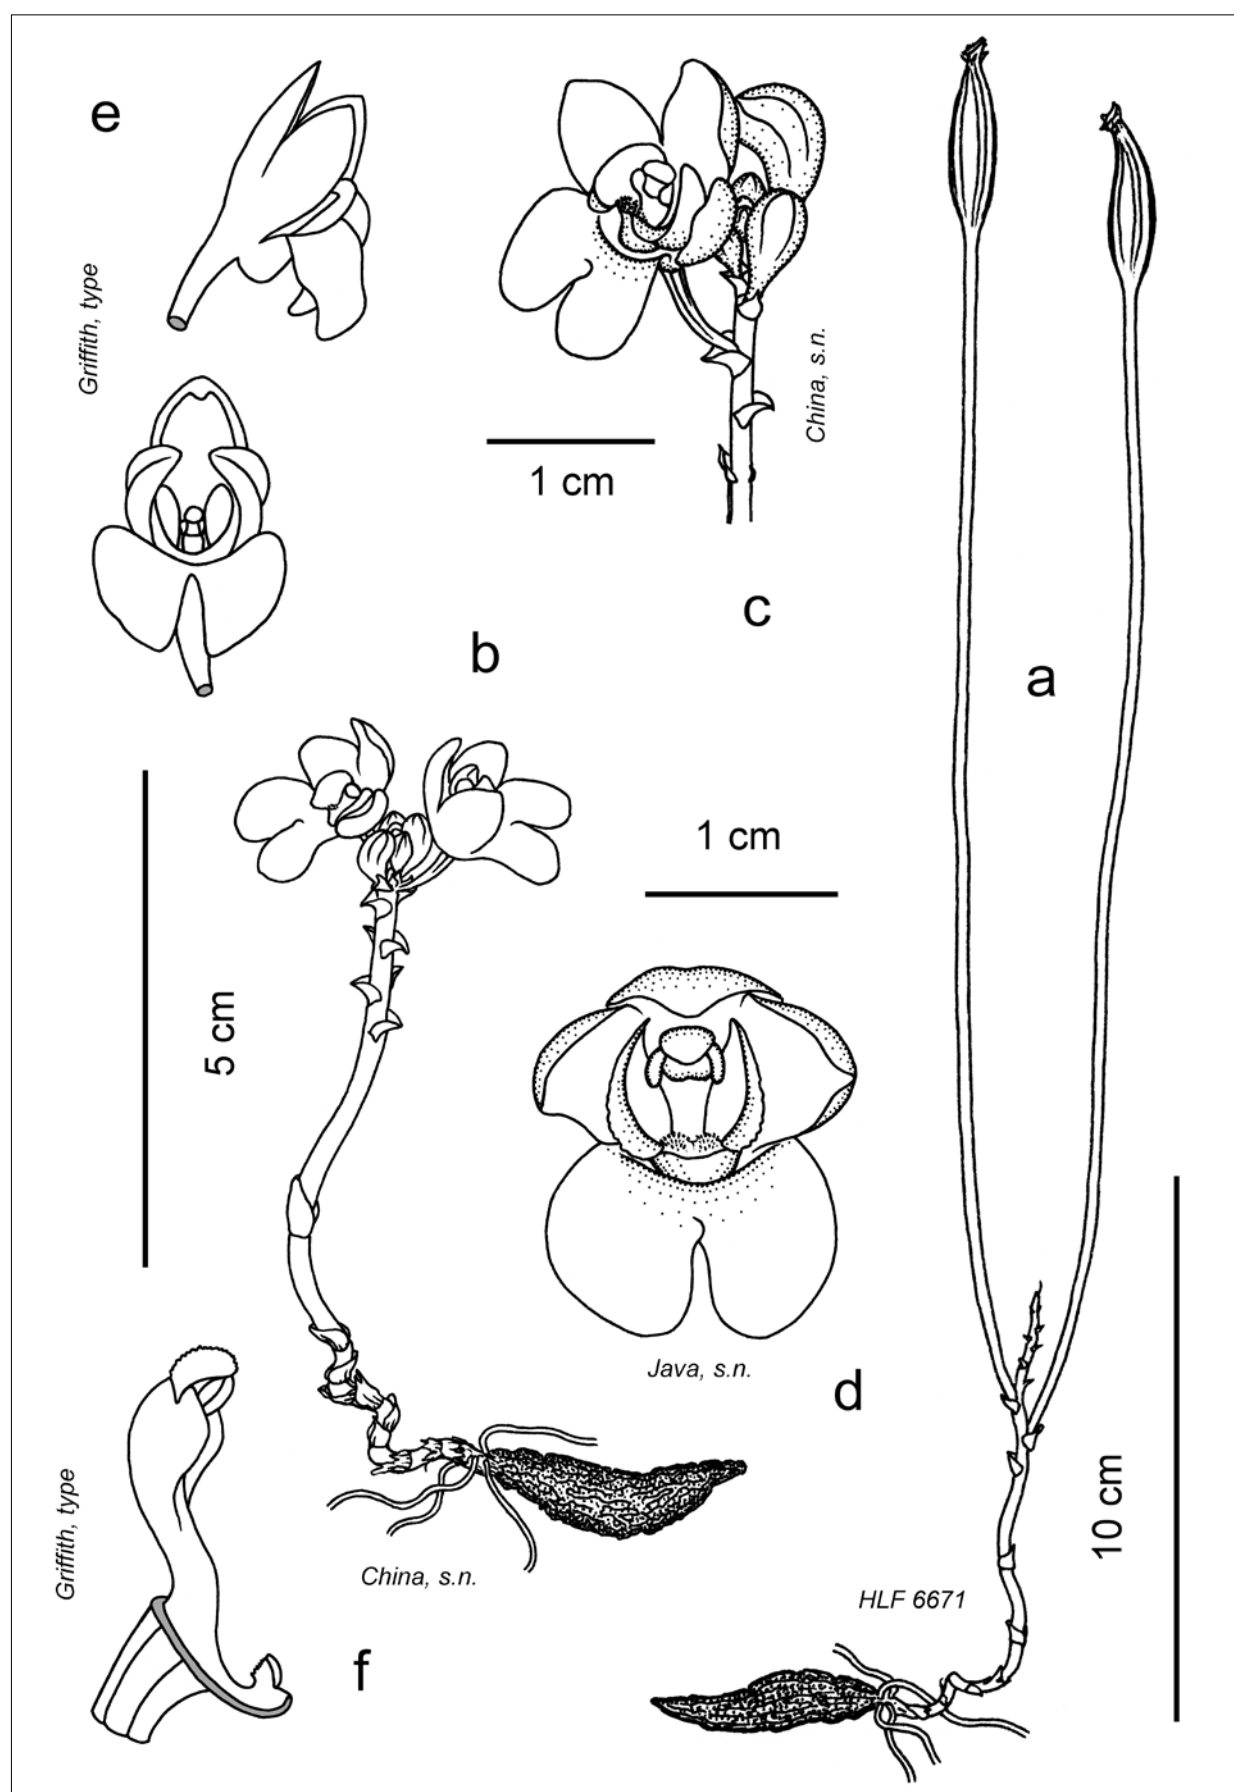 e
Griffith, type
China, s.n.
1 cm
c
a
b
1 cm
5 cm
Java, s.n.
d
10 cm
Griffith, type
China, s.n.
HLF 6671
f